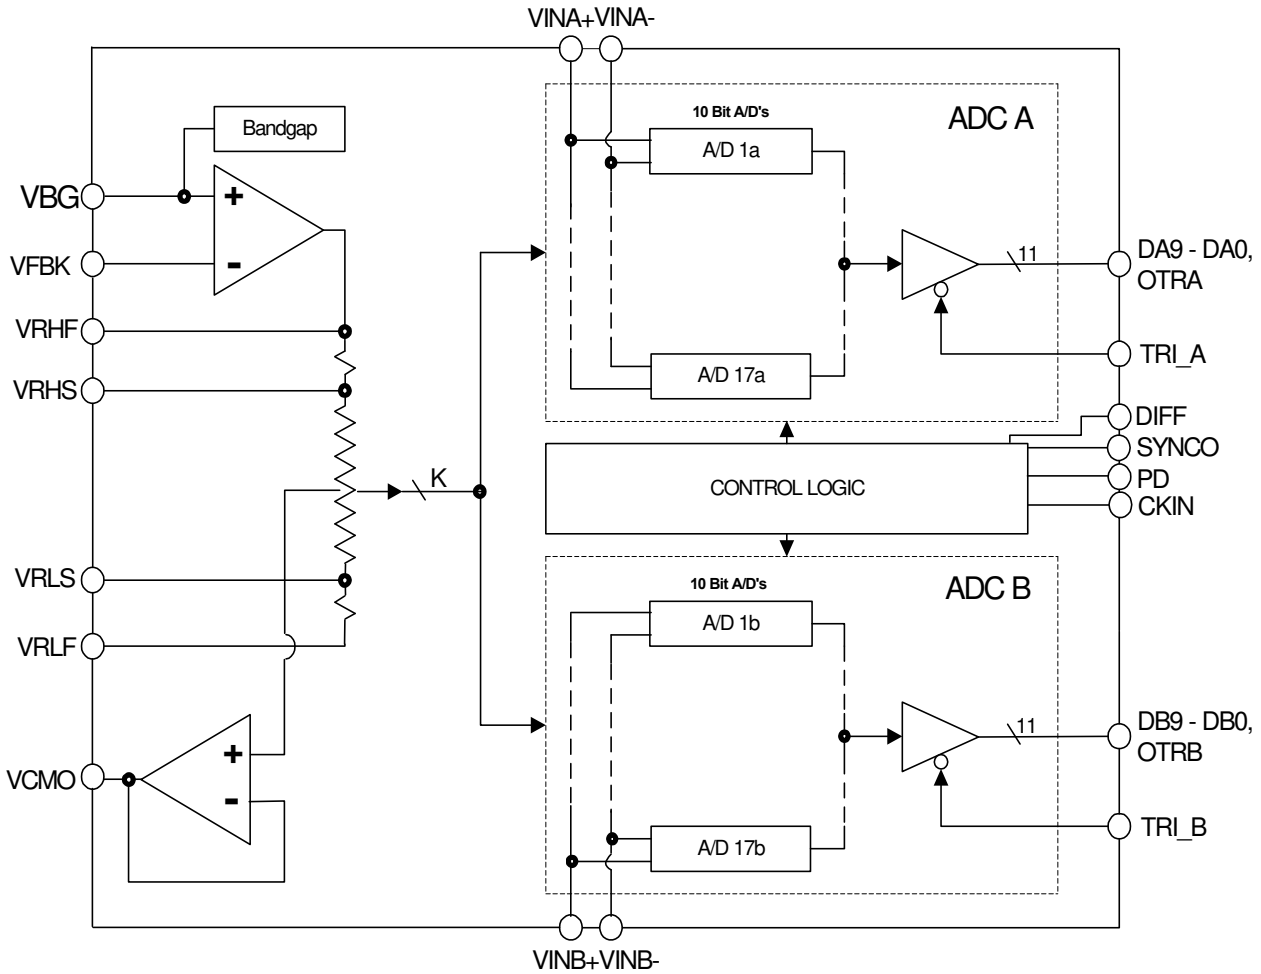 VINA+ VINA-
Bandgap
VBG
+
-
VFBK
VRHF
VRHS
K
VRLS
VRLF
+
-
VCMO
10 Bit A/D's
ADC A
A/D 1a
A/D 17a
11
DA9 - DA0,
OTRA
TRI_A
DIFF
SYNCO
PD
CKIN
CONTROL LOGIC
10 Bit A/D's
ADC B
A/D 1b
A/D 17b
11
DB9 - DB0,
OTRB
TRI_B
VINB+ VINB-